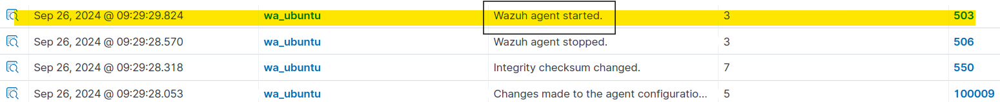 Sep 26, 2024 @ 09:29:29.824 wa_ubuntu Wazuh agent started. 3 503
Sep 26, 2024 @ 09:29:28.570 wa_ubuntu Wazuh agent stopped. 3 506
Sep 26, 2024 @ 09:29:28.318 wa_ubuntu Integrity checksum changed. 7 550
Sep 26, 2024 @ 09:29:28.053 wa_ubuntu Changes made to the agent configuratio... 5 100009